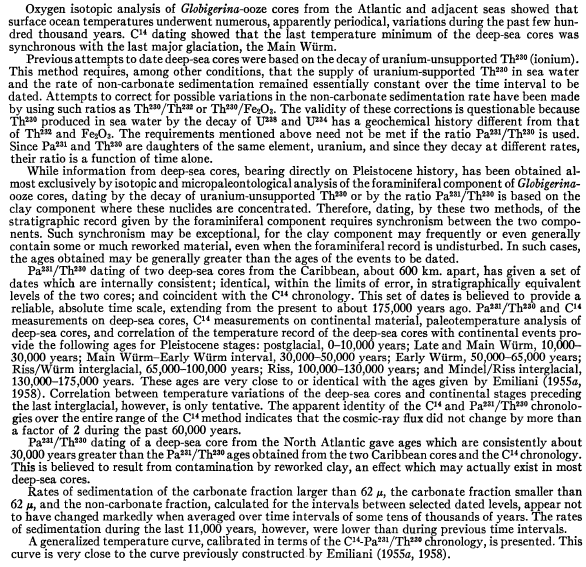 Oxygen isotopic analysis of Globigerina-ooze cores from the Atlantic and adjacent seas showed that
surface ocean temperatures underwent numerous, apparently periodical, variations during the past few hun-
dred thousand years. C¹⁴ dating showed that the last temperature minimum of the deep-sea cores was
synchronous with the last major glaciation, the Main Würm.
Previous attempts to date deep-sea cores were based on the decay of uranium-unsupported Th²³⁰ (ionium).
This method requires, among other conditions, that the supply of uranium-supported Th²³⁰ in sea water
and the rate of non-carbonate sedimentation remained essentially constant over the time interval to be
dated. Attempts to correct for possible variations in the non-carbonate sedimentation rate have been made
by using such ratios as Th²³⁰/Th²³² or Th²³⁰/Fe₂O₃. The validity of these corrections is questionable because
Th²³⁰ produced in sea water by the decay of U²³⁸ and U²³⁴ has a geochemical history different from that
of Th²³² and Fe₂O₃. The requirements mentioned above need not be met if the ratio Pa²³¹/Th²³⁰ is used.
Since Pa²³¹ and Th²³⁰ are daughters of the same element, uranium, and since they decay at different rates,
their ratio is a function of time alone.
While information from deep-sea cores, bearing directly on Pleistocene history, has been obtained al-
most exclusively by isotopic and micropaleontological analysis of the foraminiferal component of Globigerina-
ooze cores, dating by the decay of uranium-unsupported Th²³⁰ or by the ratio Pa²³¹/Th²³⁰ is based on the
clay component where these nuclides are concentrated. Therefore, dating, by these two methods, of the
stratigraphic record given by the foraminiferal component requires synchronism between the two compo-
nents. Such synchronism may be exceptional, for the clay component may frequently or even generally
contain some or much reworked material, even when the foraminiferal record is undisturbed. In such cases,
the ages obtained may be generally greater than the ages of the events to be dated.
Pa²³¹/Th²³⁰ dating of two deep-sea cores from the Caribbean, about 600 km. apart, has given a set of
dates which are internally consistent; identical, within the limits of error, in stratigraphically equivalent
levels of the two cores; and coincident with the C¹⁴ chronology. This set of dates is believed to provide a
reliable, absolute time scale, extending from the present to about 175,000 years ago. Pa²³¹/Th²³⁰ and C¹⁴
measurements on deep-sea cores, C¹⁴ measurements on continental material, paleotemperature analysis of
deep-sea cores, and correlation of the temperature record of the deep-sea cores with continental events pro-
vide the following ages for Pleistocene stages: postglacial, 0–10,000 years; Late and Main Würm, 10,000–
30,000 years; Main Würm–Early Würm interval, 30,000–50,000 years; Early Würm, 50,000–65,000 years;
Riss/Würm interglacial, 65,000–100,000 years; Riss, 100,000–130,000 years; and Mindel/Riss interglacial,
130,000–175,000 years. These ages are very close to or identical with the ages given by Emiliani (1955a,
1958). Correlation between temperature variations of the deep-sea cores and continental stages preceding
the last interglacial, however, is only tentative. The apparent identity of the C¹⁴ and Pa²³¹/Th²³⁰ chronolo-
gies over the entire range of the C¹⁴ method indicates that the cosmic-ray flux did not change by more than
a factor of 2 during the past 60,000 years.
Pa²³¹/Th²³⁰ dating of a deep-sea core from the North Atlantic gave ages which are consistently about
30,000 years greater than the Pa²³¹/Th²³⁰ ages obtained from the two Caribbean cores and the C¹⁴ chronology.
This is believed to result from contamination by reworked clay, an effect which may actually exist in most
deep-sea cores.
Rates of sedimentation of the carbonate fraction larger than 62 μ, the carbonate fraction smaller than
62 μ, and the non-carbonate fraction, calculated for the intervals between selected dated levels, appear not
to have changed markedly when averaged over time intervals of some tens of thousands of years. The rates
of sedimentation during the last 11,000 years, however, were lower than during previous time intervals.
A generalized temperature curve, calibrated in terms of the C¹⁴-Pa²³¹/Th²³⁰ chronology, is presented. This
curve is very close to the curve previously constructed by Emiliani (1955a, 1958).